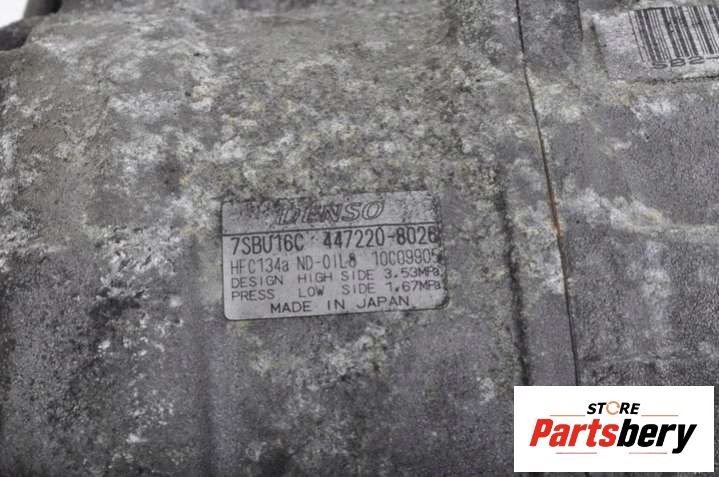 DENSO
7SBU16C 447220-8026
HFC134a ND-OIL8 10C09905
DESIGN HIGH SIDE 3.53MPa
PRESS LOW SIDE 1.67MPa
MADE IN JAPAN
STORE
Partsbery